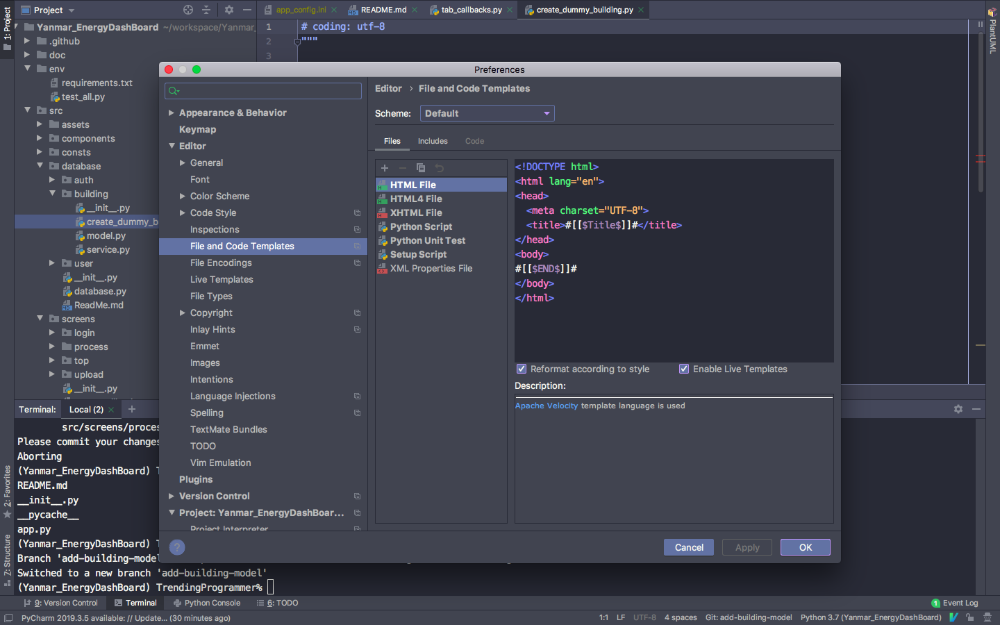 1: Project
Project
app_config.ini
README.md
tab_callbacks.py
create_dummy_building.py
PlantUML
Yanmar_EnergyDashBoard ~/workspace/Yanmar_
.github
doc
env
requirements.txt
test_all.py
src
assets
components
consts
database
auth
building
__init__.py
create_dummy_b
model.py
service.py
user
__init__.py
database.py
ReadMe.md
screens
login
process
top
upload
__init__.py
1 # coding: utf-8
2 """
3
Preferences
Appearance & Behavior
Keymap
Editor
General
Font
Color Scheme
Code Style
Inspections
File and Code Templates
File Encodings
Live Templates
File Types
Copyright
Inlay Hints
Emmet
Images
Intentions
Language Injections
Spelling
TextMate Bundles
TODO
Vim Emulation
Plugins
Version Control
Project: Yanmar_EnergyDashBoar...
Project Interpreter
Editor › File and Code Templates
Scheme: Default
Files Includes Code
HTML File
HTML4 File
XHTML File
Python Script
Python Unit Test
Setup Script
XML Properties File
<!DOCTYPE html>
<html lang="en">
<head>
  <meta charset="UTF-8">
  <title>#[[$Title$]]#</title>
</head>
<body>
#[[$END$]]#
</body>
</html>
Reformat according to style
Enable Live Templates
Description:
Apache Velocity template language is used
?
Cancel Apply OK
Terminal: Local (2)
src/screens/proces
Please commit your changes
Aborting
(Yanmar_EnergyDashBoard) T
README.md
__init__.py
__pycache__
app.py
(Yanmar_EnergyDashBoard) T
Branch 'add-building-mode
Switched to a new branch 'add-building-model'
(Yanmar_EnergyDashBoard) TrendingProgrammer%
2: Favorites
Z: Structure
9: Version Control
Terminal
Python Console
6: TODO
1 Event Log
PyCharm 2019.3.5 available: // Update... (30 minutes ago)
1:1 LF UTF-8 4 spaces Git: add-building-model Python 3.7 (Yanmar_EnergyDashBoard)